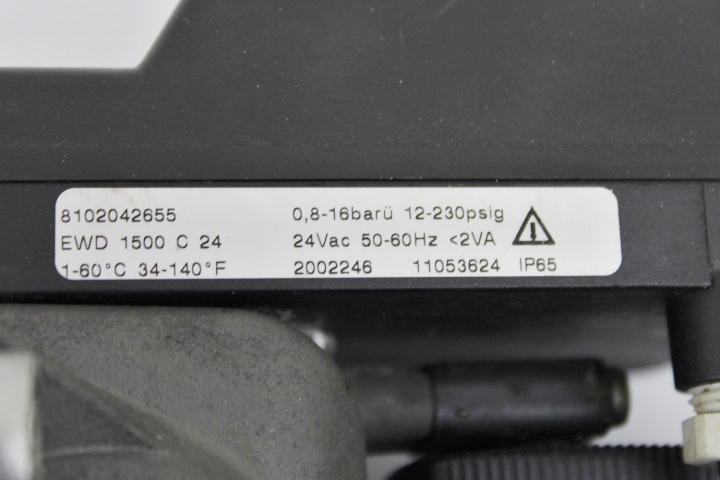 8102042655 0,8-16barü 12-230psig
EWD 1500 C 24 24Vac 50-60Hz <2VA
1-60°C 34-140°F 2002246 11053624 IP65